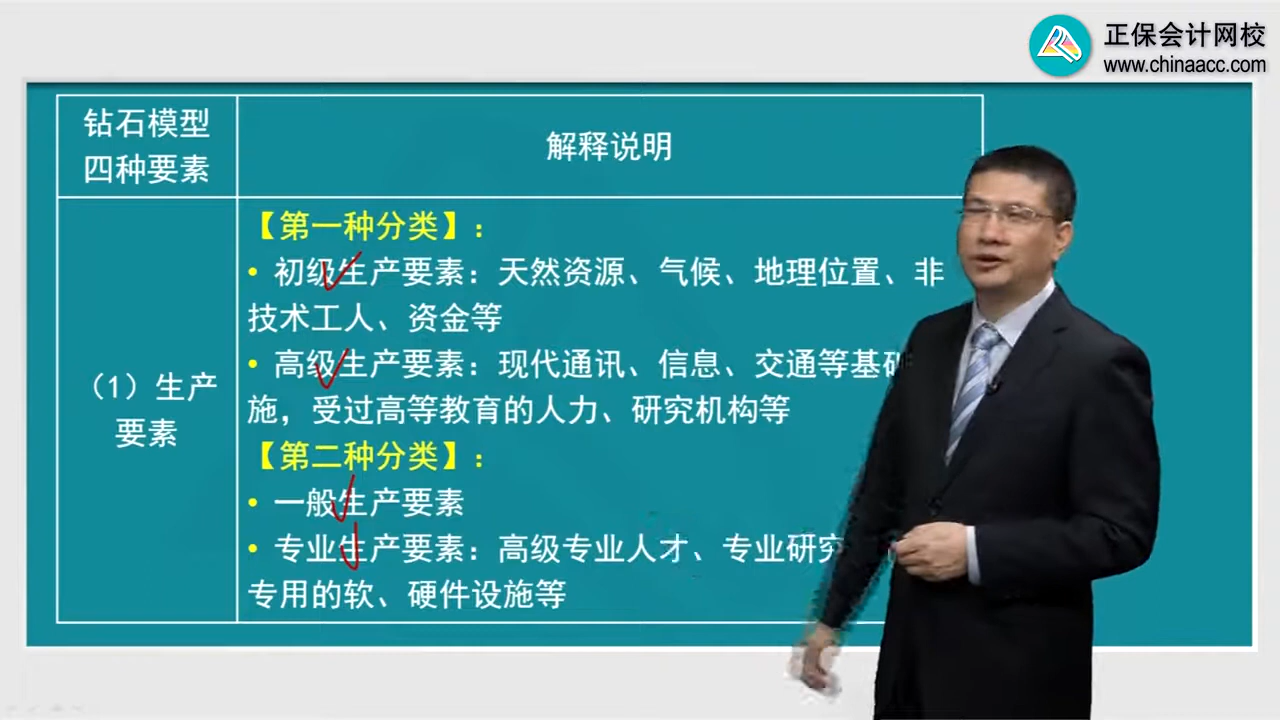 正保会计网校
www.chinaacc.com
钻石模型
四种要素
解释说明
【第一种分类】：
• 初级生产要素：天然资源、气候、地理位置、非
技术工人、资金等
• 高级生产要素：现代通讯、信息、交通等基础
施，受过高等教育的人力、研究机构等
（1）生产
要素
【第二种分类】：
• 一般生产要素
• 专业生产要素：高级专业人才、专业研究
专用的软、硬件设施等